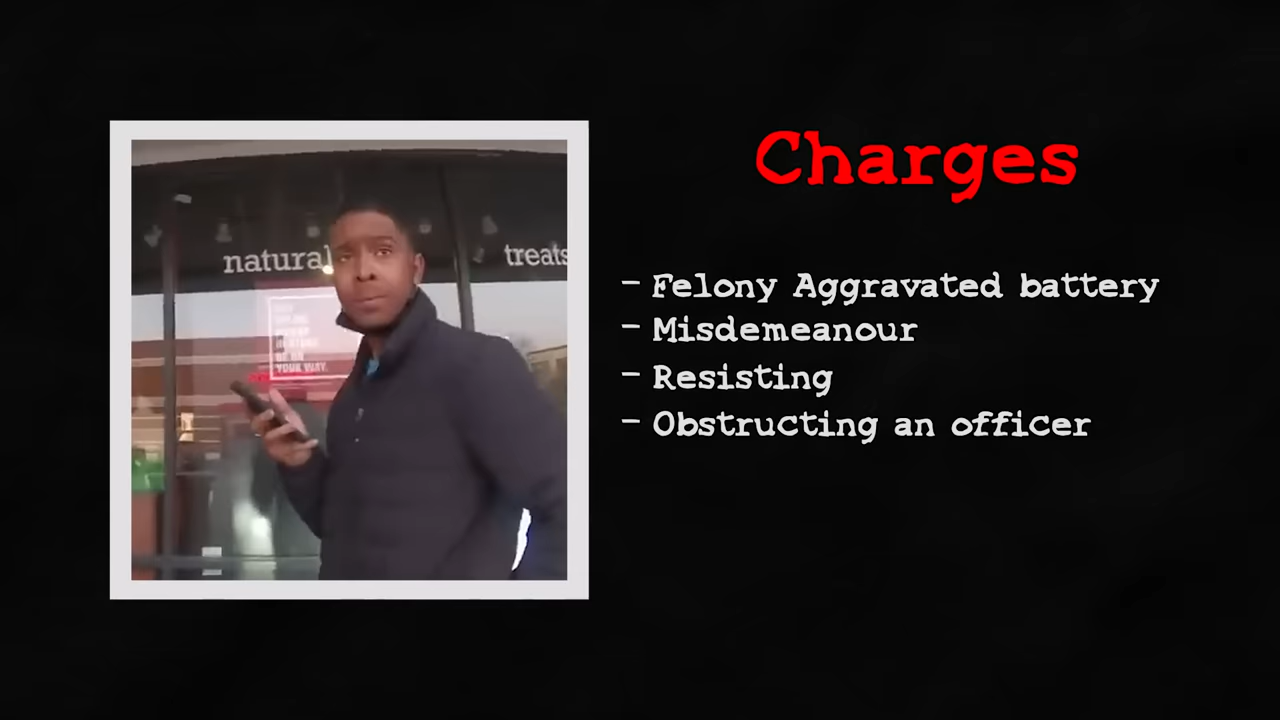 Charges
natural
treats
YOUR WAY.
- Felony Aggravated battery
- Misdemeanour
- Resisting
- Obstructing an officer